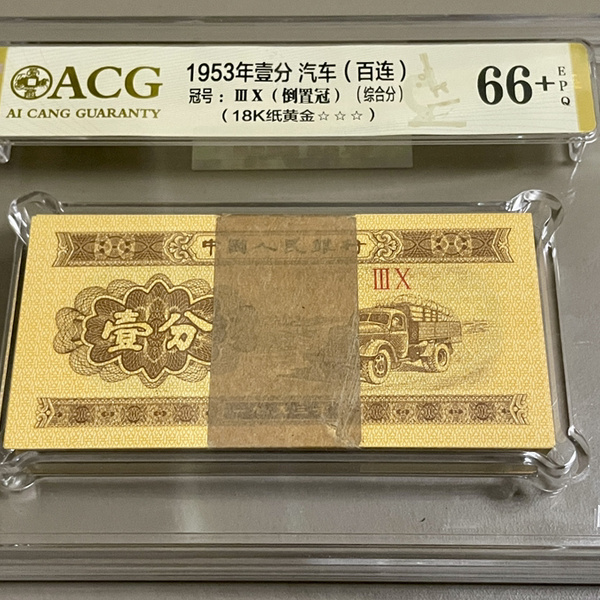 ACG
AI CANG GUARANTY
1953年壹分 汽车（百连）
冠号：ⅢⅩ（倒置冠）（综合分）
（18K纸黄金☆☆☆）
66+
EPQ
中国人民银行
ⅢⅩ
壹分